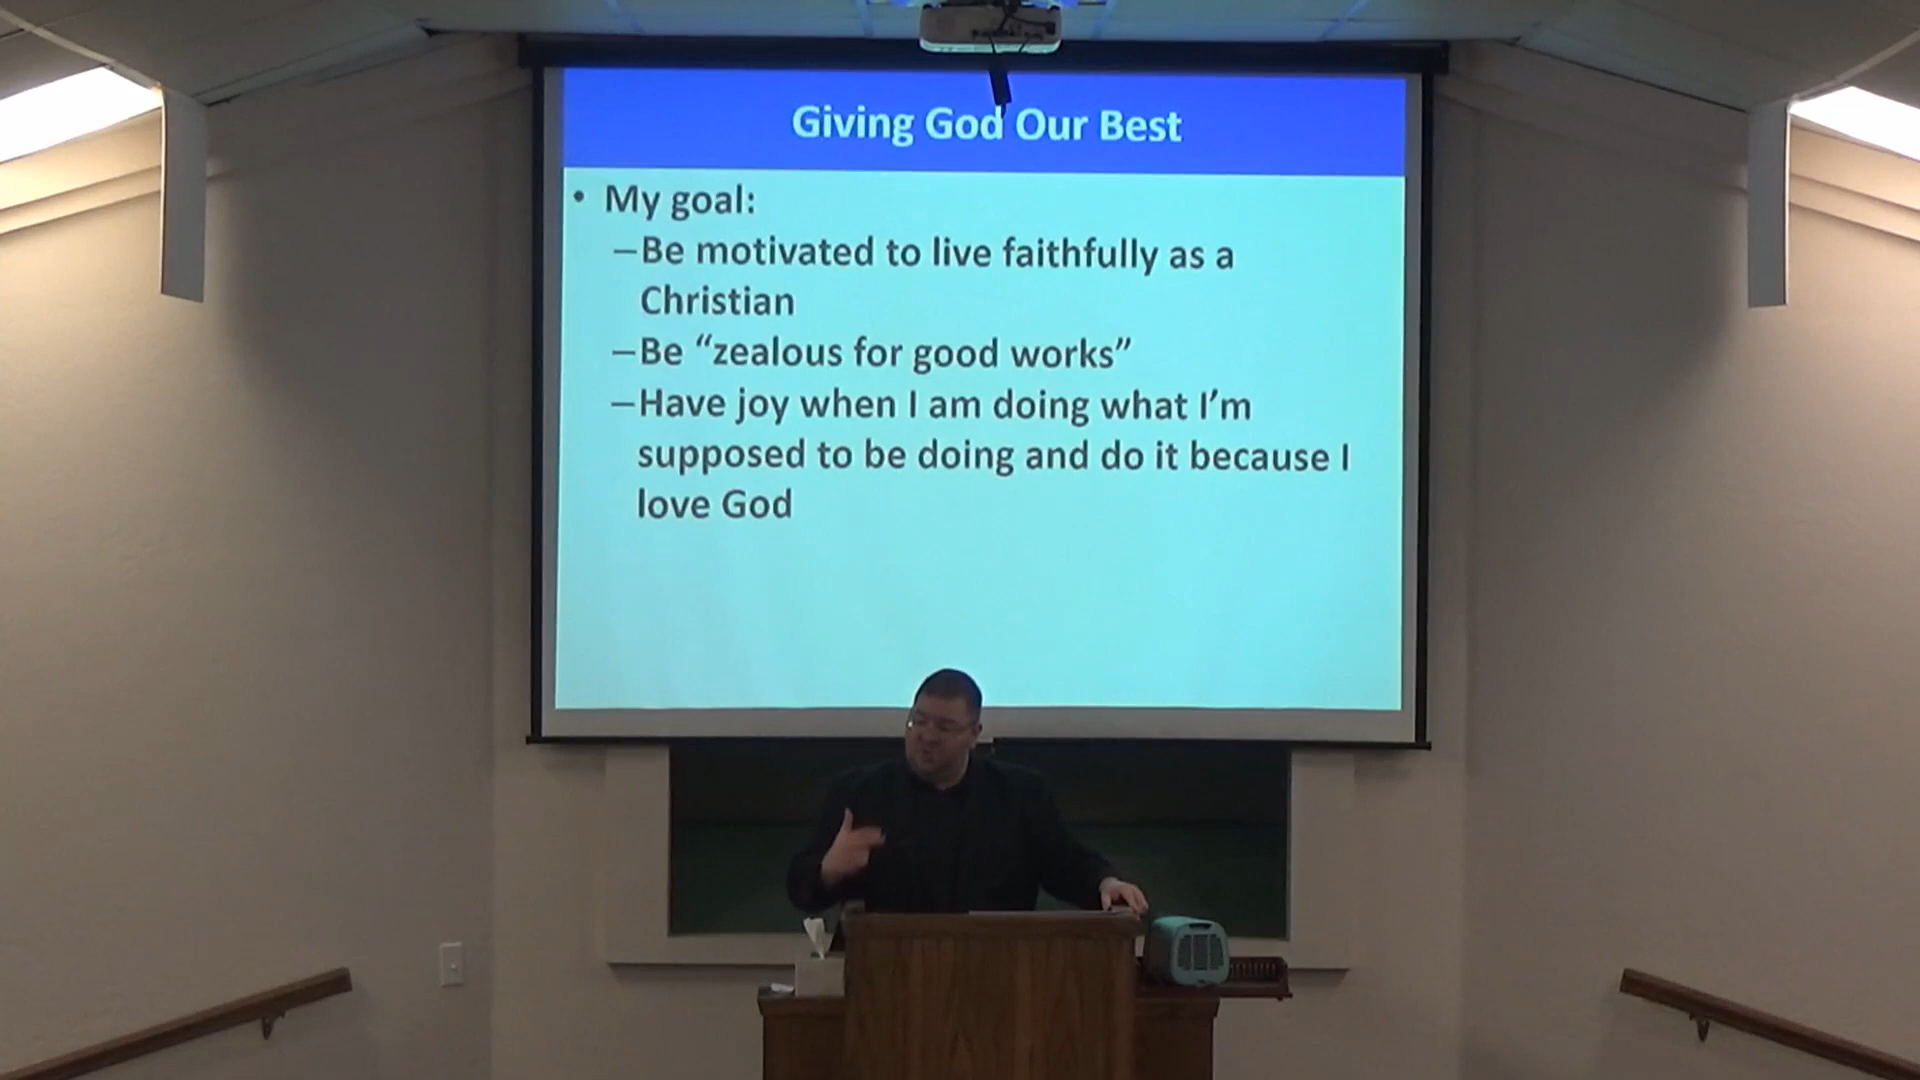 Giving God Our Best
• My goal:
–Be motivated to live faithfully as a
Christian
–Be “zealous for good works”
–Have joy when I am doing what I’m
supposed to be doing and do it because I
love God